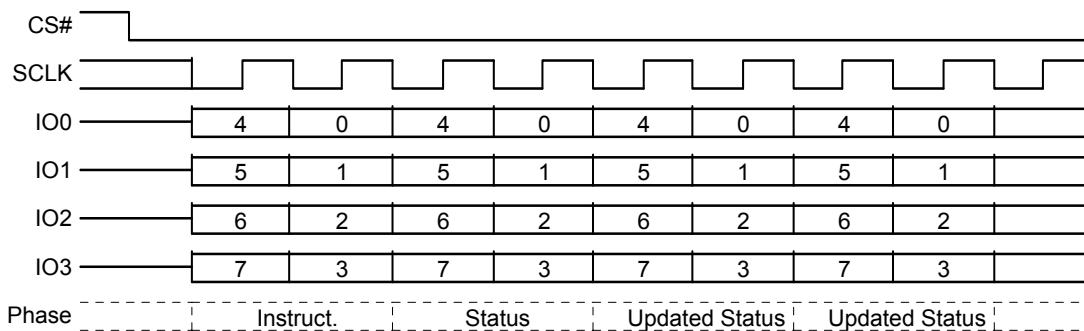 CS#
SCLK
IO0 4 0 4 0 4 0 4 0
IO1 5 1 5 1 5 1 5 1
IO2 6 2 6 2 6 2 6 2
IO3 7 3 7 3 7 3 7 3
Phase Instruct. Status Updated Status Updated Status